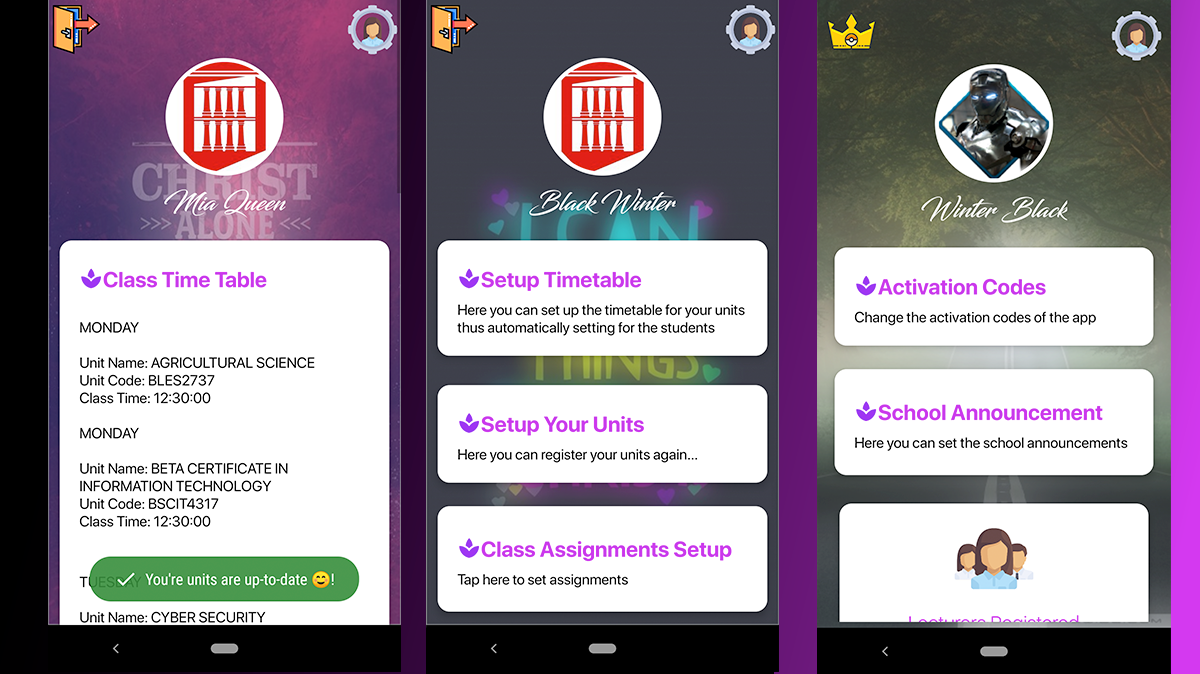 CHRIST
Mia Queen
ALONE
Class Time Table
MONDAY
Unit Name: AGRICULTURAL SCIENCE
Unit Code: BLES2737
Class Time: 12:30:00
MONDAY
Unit Name: BETA CERTIFICATE IN
INFORMATION TECHNOLOGY
Unit Code: BSCIT4317
Class Time: 12:30:00
TUESDAY
You're units are up-to-date 😊!
Unit Name: CYBER SECURITY
Black Winter
I CAN
Setup Timetable
Here you can set up the timetable for your units
thus automatically setting for the students
THINGS
Setup Your Units
Here you can register your units again...
Class Assignments Setup
Tap here to set assignments
Winter Black
Activation Codes
Change the activation codes of the app
School Announcement
Here you can set the school announcements
Lecturers Registered